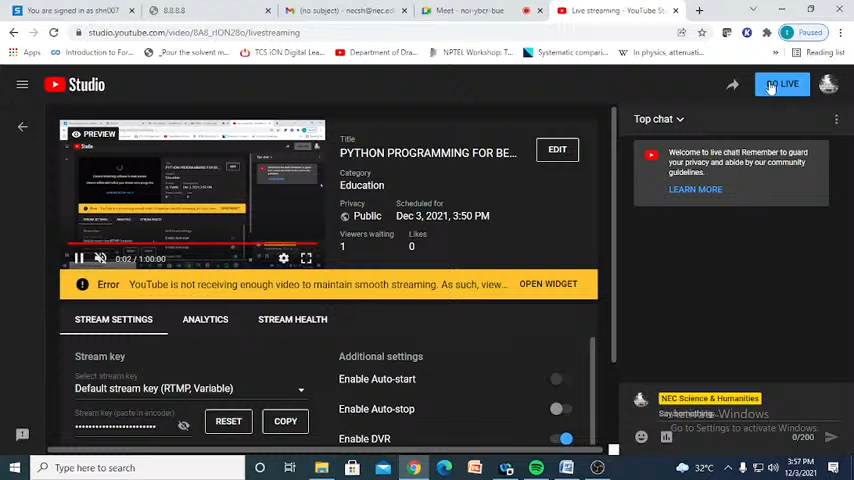 You are signed in as shn007
8.8.8.8
(no subject) - necsh@nec.ed
Meet - noi-ybcr-bue
Live streaming - YouTube St
studio.youtube.com/video/8A8_rION28o/livestreaming
Paused
Apps
Introduction to Fo...
_Pour the solvent m...
TCS iON Digital Lea...
Department of Dra...
NPTEL Workshop: T...
Systematic compari...
In physics, attenuati...
Reading list
Studio
GO LIVE
PREVIEW
0:02 / 1:00:00
Title
PYTHON PROGRAMMING FOR BE...
EDIT
Category
Education
Privacy
Scheduled for
Public
Dec 3, 2021, 3:50 PM
Viewers waiting
Likes
1
0
Top chat
Welcome to live chat! Remember to guard
your privacy and abide by our community
guidelines.
LEARN MORE
Error
YouTube is not receiving enough video to maintain smooth streaming. As such, view...
OPEN WIDGET
STREAM SETTINGS
ANALYTICS
STREAM HEALTH
Stream key
Additional settings
Select stream key
Default stream key (RTMP, Variable)
Enable Auto-start
Stream key (paste in encoder)
RESET
COPY
Enable Auto-stop
Enable DVR
NEC Science & Humanities
Say something...
Activate Windows
Go to Settings to activate Windows.
0/200
Type here to search
32°C
3:57 PM
12/3/2021